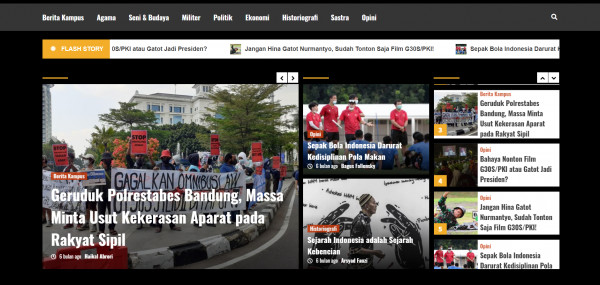 Berita Kampus Agama Seni & Budaya Militer Politik Ekonomi Historiografi Sastra Opini
FLASH STORY
30S/PKI atau Gatot Jadi Presiden?
Jangan Hina Gatot Nurmantyo, Sudah Tonton Saja Film G30S/PKI!
Sepak Bola Indonesia Darurat
STOP
STOP
GAGALKAN OMNIBUS LAW
Berita Kampus
Geruduk Polrestabes Bandung, Massa
Minta Usut Kekerasan Aparat pada
Rakyat Sipil
6 bulan ago Haikal Abrori
Opini
Sepak Bola Indonesia Darurat
Kedisiplinan Pola Makan
6 bulan ago
Historiografi
Sejarah Indonesia adalah Sejarah
Kebencian
6 bulan ago Arsyad Fauzi
Berita Kampus
Geruduk Polrestabes
Bandung, Massa Minta
Usut Kekerasan Aparat
pada Rakyat Sipil
3
Opini
Bahaya Nonton Film
G30S/PKI atau Gatot Jadi
Presiden?
4
Opini
Jangan Hina Gatot
Nurmantyo, Sudah Tonton
Saja Film G30S/PKI!
5
Opini
Sepak Bola Indonesia
Darurat Kedisiplinan Pola